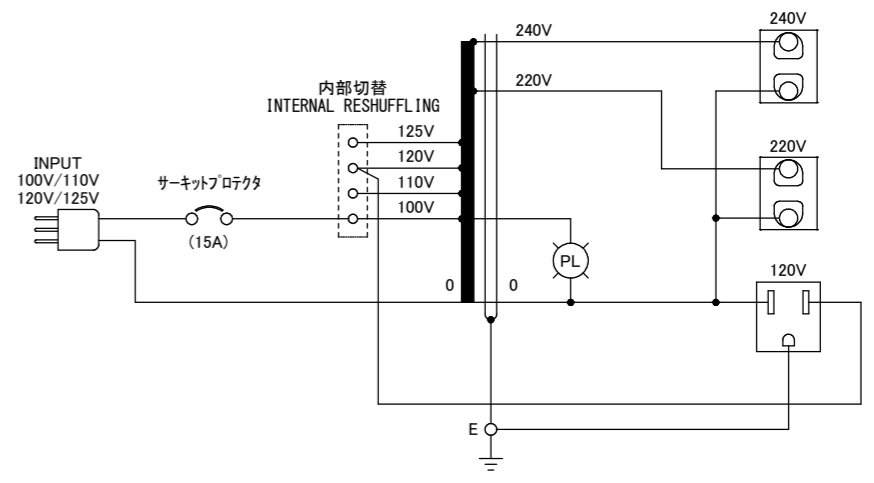 240V
240V
220V
内部切替
INTERNAL RESHUFFLING
125V
120V
110V
100V
INPUT
100V/110V
120V/125V
サーキットプロテクタ
(15A)
220V
PL
0
0
120V
E